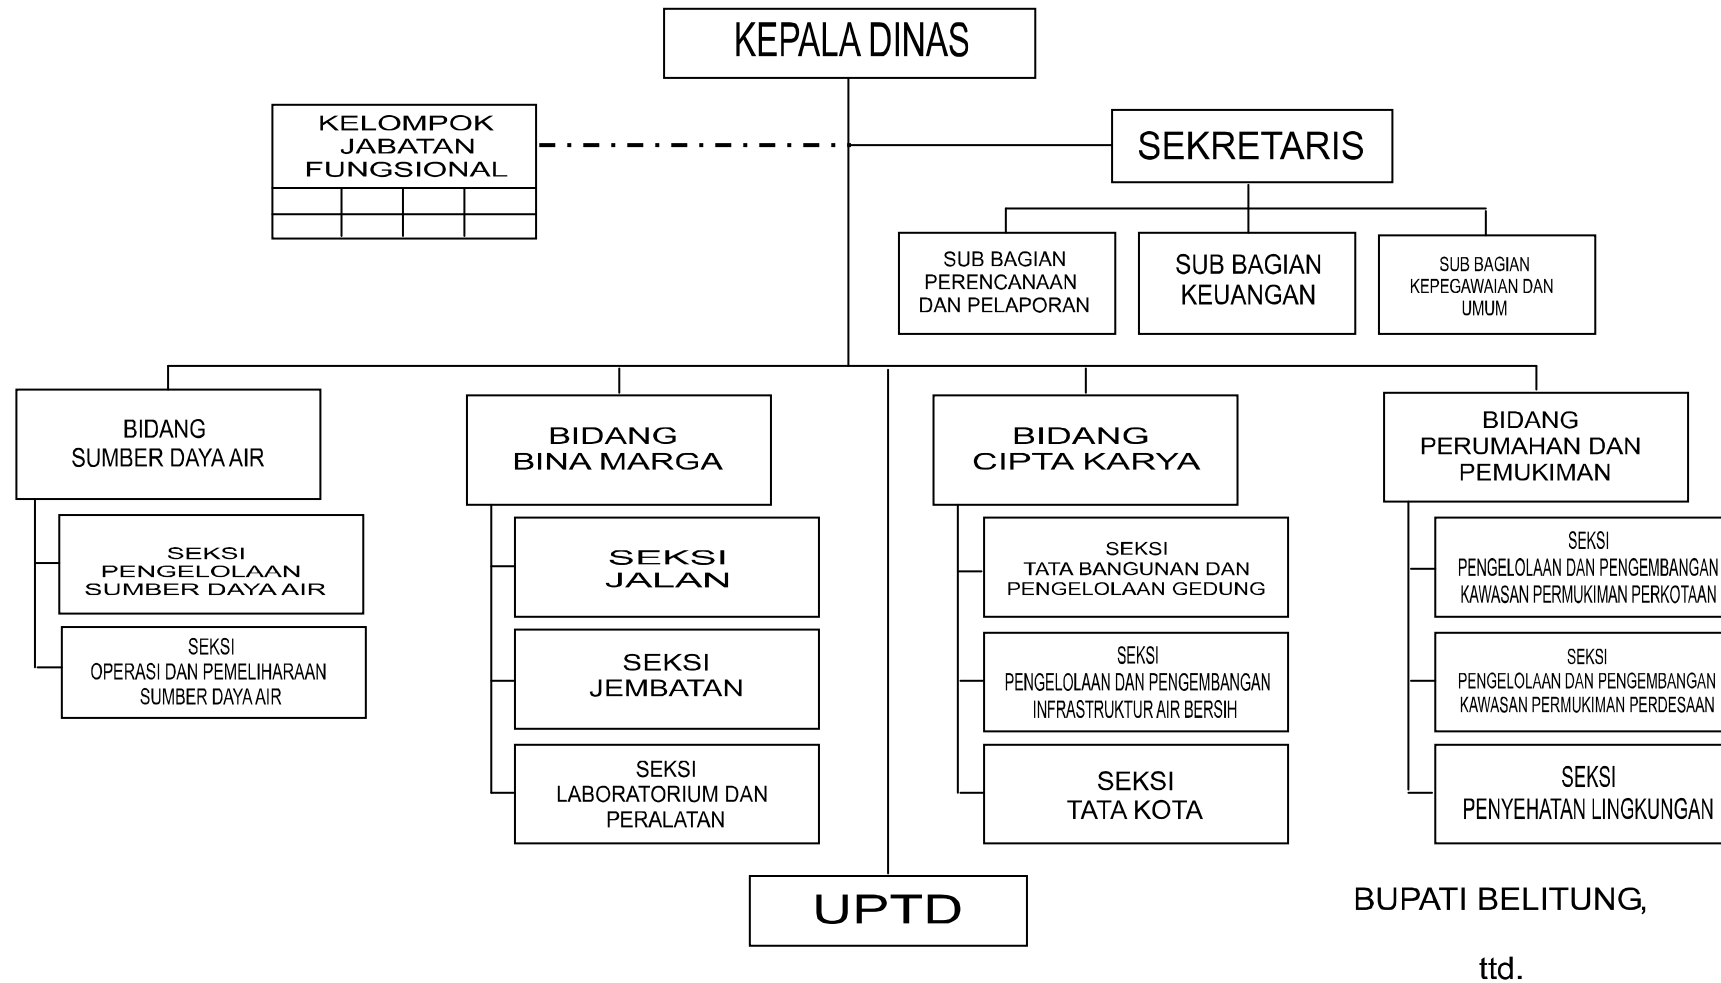 KEPALA DINAS
KELOMPOK
JABATAN
FUNGSIONAL
SEKRETARIS
SUB BAGIAN
PERENCANAAN
DAN PELAPORAN
SUB BAGIAN
KEUANGAN
SUB BAGIAN
KEPEGAWAIAN DAN
UMUM
BIDANG
SUMBER DAYA AIR
SEKSI
PENGELOLAAN
SUMBER DAYA AIR
SEKSI
OPERASI DAN PEMELIHARAAN
SUMBER DAYA AIR
BIDANG
BINA MARGA
SEKSI
JALAN
SEKSI
JEMBATAN
SEKSI
LABORATORIUM DAN
PERALATAN
BIDANG
CIPTA KARYA
SEKSI
TATA BANGUNAN DAN
PENGELOLAAN GEDUNG
SEKSI
PENGELOLAAN DAN PENGEMBANGAN
INFRASTRUKTUR AIR BERSIH
SEKSI
TATA KOTA
BIDANG
PERUMAHAN DAN
PEMUKIMAN
SEKSI
PENGELOLAAN DAN PENGEMBANGAN
KAWASAN PERMUKIMAN PERKOTAAN
SEKSI
PENGELOLAAN DAN PENGEMBANGAN
KAWASAN PERMUKIMAN PERDESAAN
SEKSI
PENYEHATAN LINGKUNGAN
UPTD
BUPATI BELITUNG,
ttd.